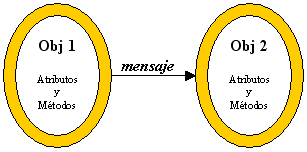 Obj 1
Atributos
y
Métodos
mensaje
Obj 2
Atributos
y
Métodos